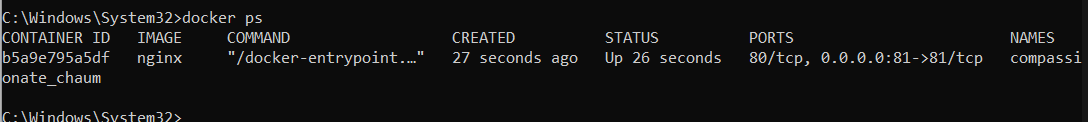 C:\Windows\System32>docker ps
CONTAINER ID   IMAGE     COMMAND                  CREATED          STATUS          PORTS                        NAMES
b5a9e795a5df   nginx     "/docker-entrypoint.…"   27 seconds ago   Up 26 seconds   80/tcp, 0.0.0.0:81->81/tcp   compassi
onate_chaum
C:\Windows\System32>